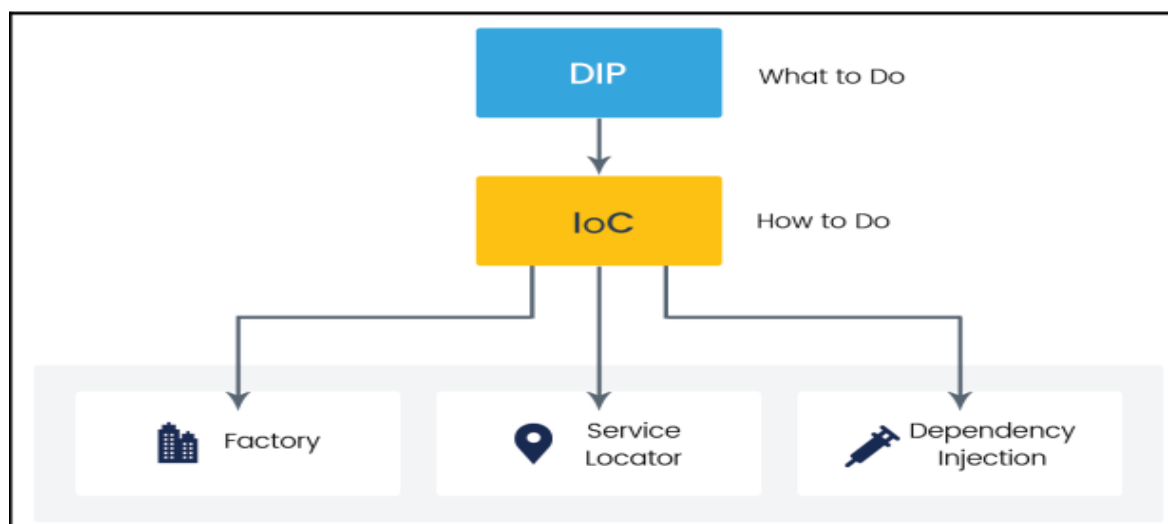 DIP
What to Do
IoC
How to Do
Factory
Service
Locator
Dependency
Injection